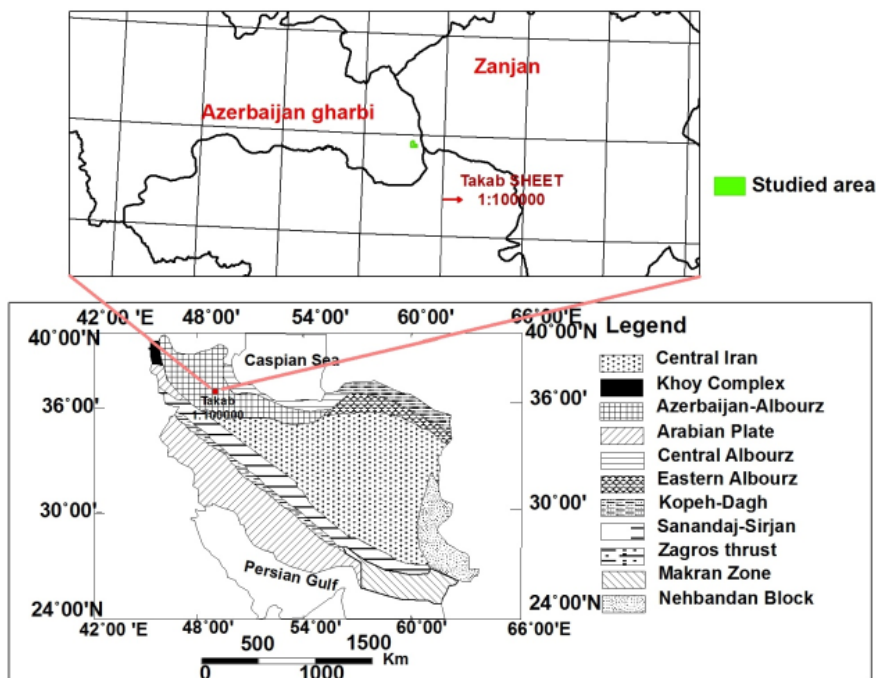 Zanjan
Azerbaijan gharbi
Takab SHEET
1:100000
Studied area
42°00 'E 48°00' 54°00' 60°00' 66°00'E
40°00'N
36°00'
30°00'
24°00'N
40°00'N
36°00'
30°00'
24°00'N
Caspian Sea
Takab
1:100000
Persian Gulf
42°00 'E 48°00' 54°00' 60°00' 66°00'E
500 1500
0 1000
Km
Legend
Central Iran
Khoy Complex
Azerbaijan-Albourz
Arabian Plate
Central Albourz
Eastern Albourz
Kopeh-Dagh
Sanandaj-Sirjan
Zagros thrust
Makran Zone
Nehbandan Block